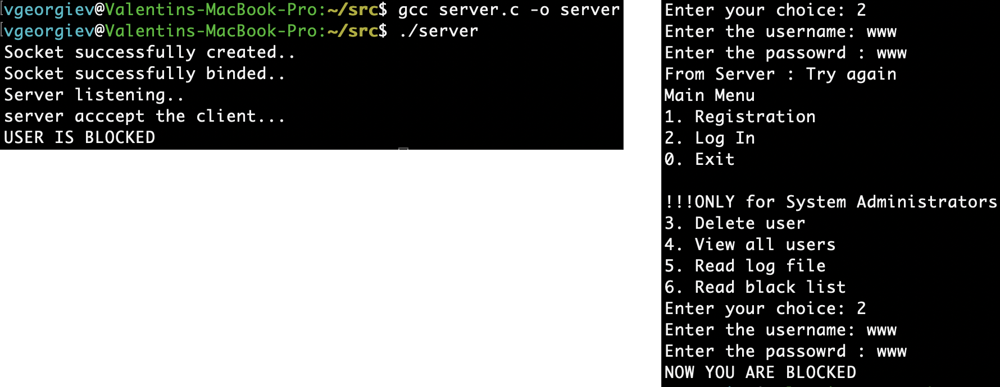 vgeorgiev@Valentins-MacBook-Pro:~/src$ gcc server.c -o server
vgeorgiev@Valentins-MacBook-Pro:~/src$ ./server
Socket successfully created..
Socket successfully binded..
Server listening..
server acccept the client...
USER IS BLOCKED
Enter your choice: 2
Enter the username: www
Enter the passowrd : www
From Server : Try again
Main Menu
1. Registration
2. Log In
0. Exit
!!!ONLY for System Administrators
3. Delete user
4. View all users
5. Read log file
6. Read black list
Enter your choice: 2
Enter the username: www
Enter the passowrd : www
NOW YOU ARE BLOCKED